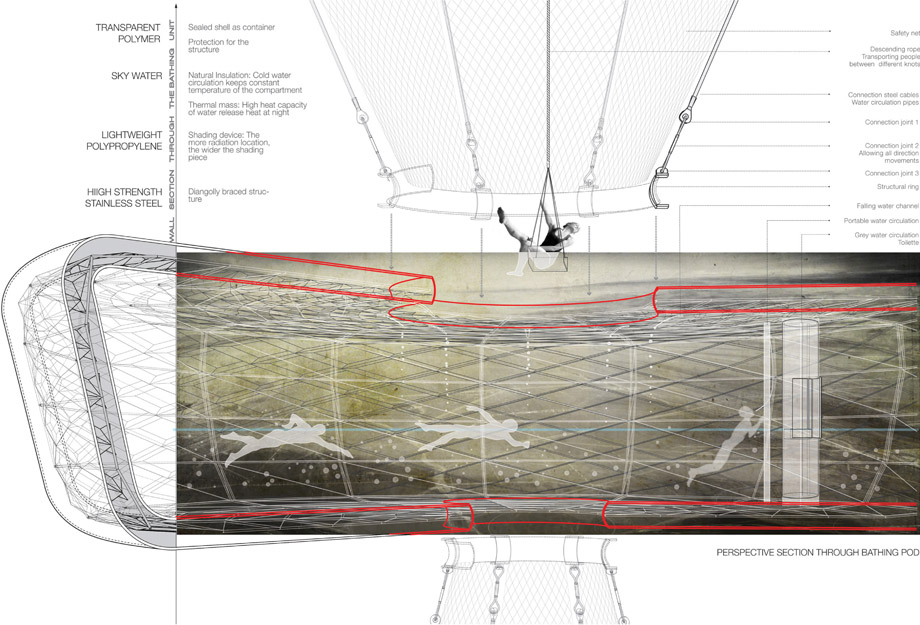 TRANSPARENT
POLYMER
Sealed shell as container
Protection for the
structure
SKY WATER
Natural Insulation: Cold water
circulation keeps constant
temperature of the compartment
Thermal mass: High heat capacity
of water release heat at night
LIGHTWEIGHT
POLYPROPYLENE
Shading device: The
more radiation location,
the wider the shading
piece
HIIGH STRENGTH
STAINLESS STEEL
Diangolly braced struc-
ture
WALL SECTION THROUGH THE BATHING UNIT
Safety net
Descending rope
Transporting people
between different knots
Connection steel cables
Water circulation pipes
Connection joint 1
Connection joint 2
Allowing all direction
movements
Connection joint 3
Structural ring
Falling water channel
Portable water circulation
Grey water circulation
Toilette
PERSPECTIVE SECTION THROUGH BATHING POD